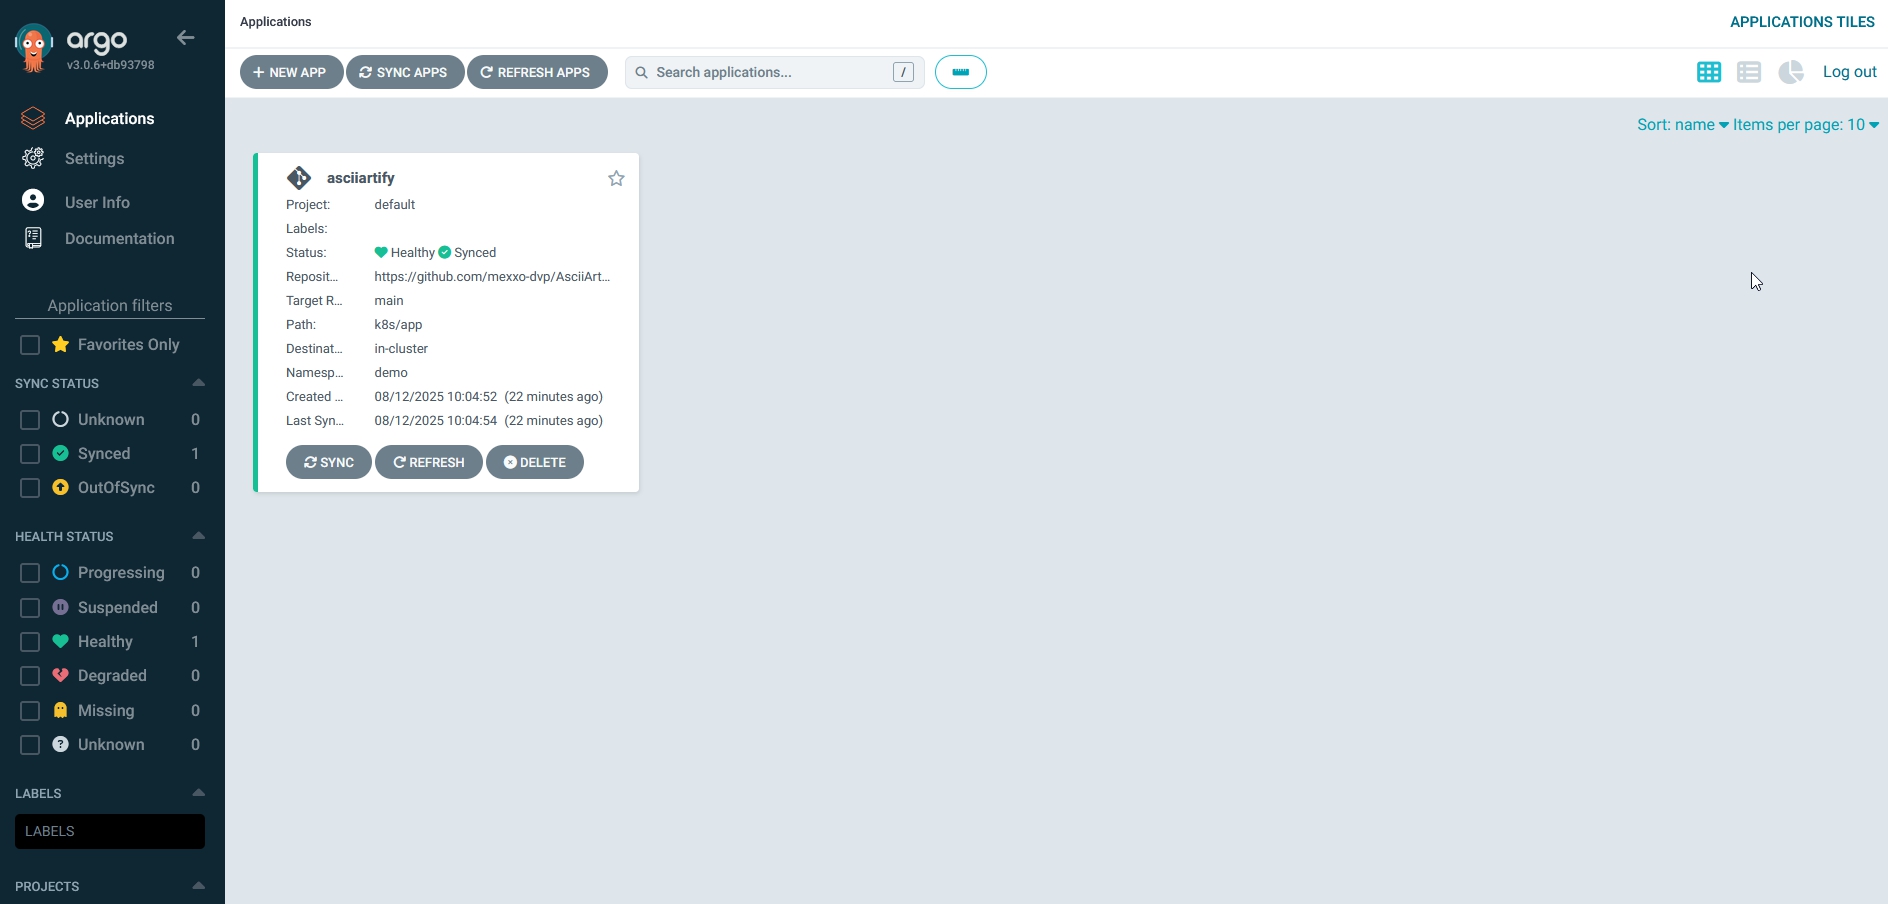 argo
v3.0.6+db93798
Applications
Settings
User Info
Documentation
Application filters
Favorites Only
SYNC STATUS
Unknown 0
Synced 1
OutOfSync 0
HEALTH STATUS
Progressing 0
Suspended 0
Healthy 1
Degraded 0
Missing 0
Unknown 0
LABELS
LABELS
PROJECTS
Applications
APPLICATIONS TILES
+ NEW APP SYNC APPS REFRESH APPS Search applications... / Log out
Sort: name Items per page: 10
asciiartify
Project: default
Labels:
Status: Healthy Synced
Reposit... https://github.com/mexxo-dvp/AsciiArt...
Target R... main
Path: k8s/app
Destinat... in-cluster
Namesp... demo
Created ... 08/12/2025 10:04:52 (22 minutes ago)
Last Syn... 08/12/2025 10:04:54 (22 minutes ago)
SYNC REFRESH DELETE